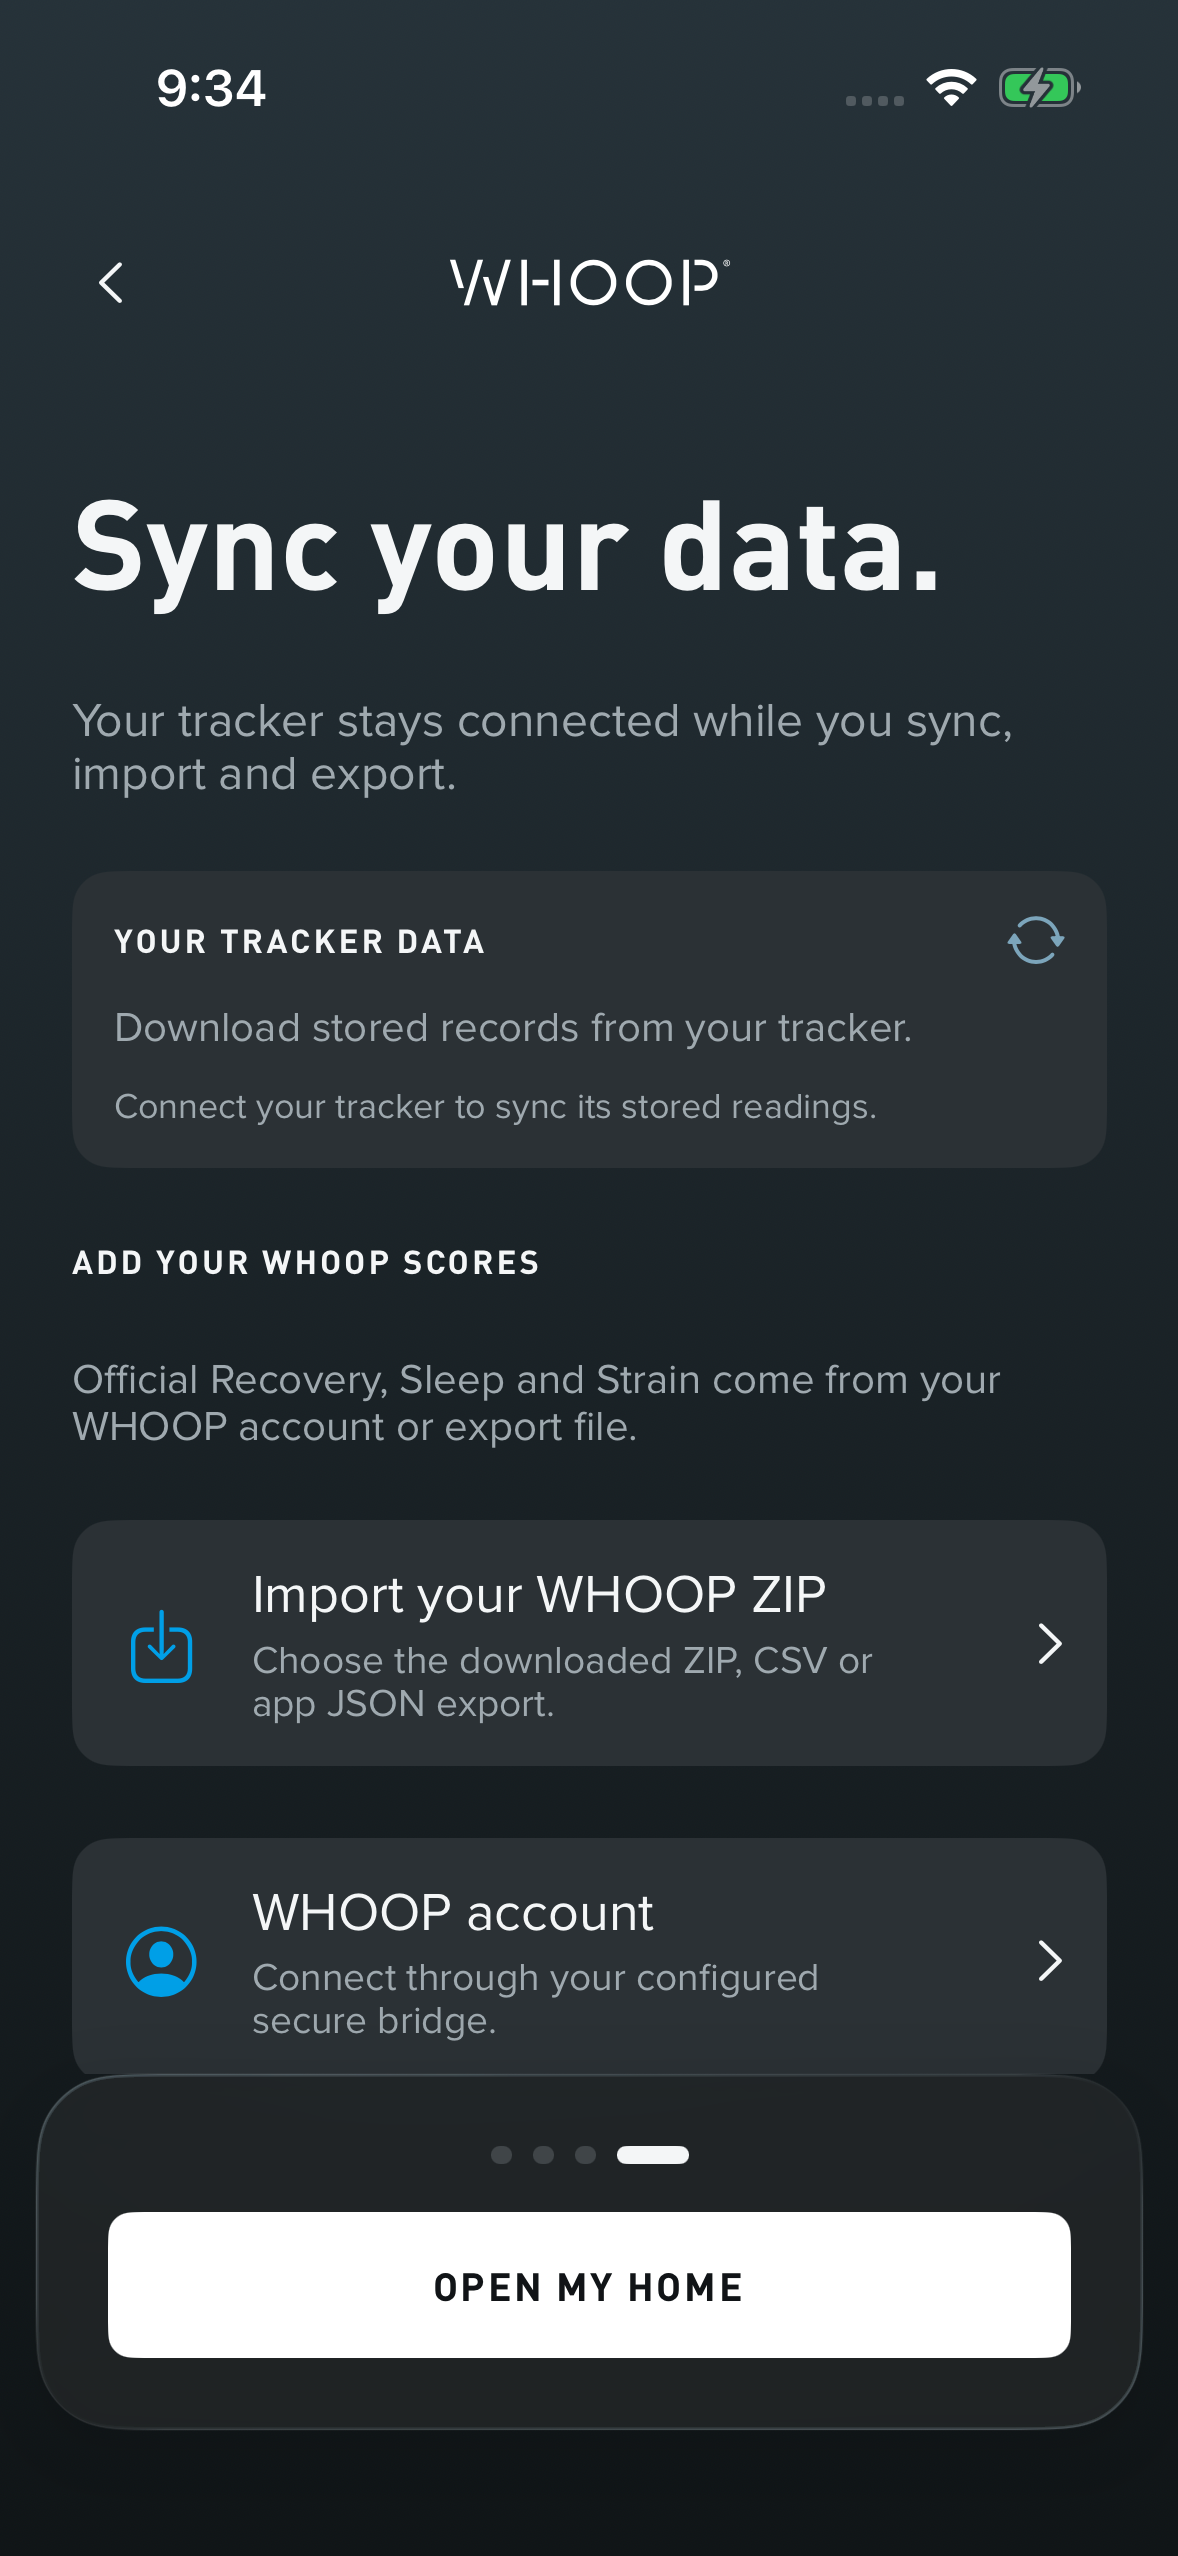 9:34
WHOOP®
Sync your data.
Your tracker stays connected while you sync,
import and export.
YOUR TRACKER DATA
Download stored records from your tracker.
Connect your tracker to sync its stored readings.
ADD YOUR WHOOP SCORES
Official Recovery, Sleep and Strain come from your
WHOOP account or export file.
Import your WHOOP ZIP
Choose the downloaded ZIP, CSV or
app JSON export.
WHOOP account
Connect through your configured
secure bridge.
OPEN MY HOME